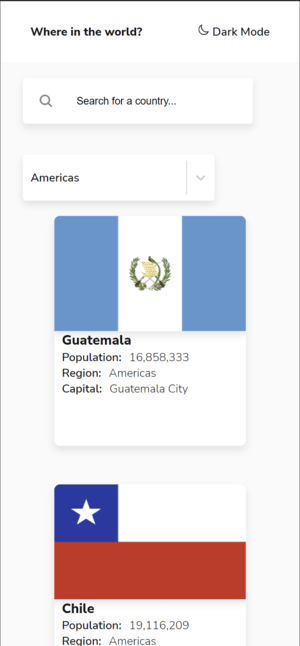 Where in the world?
Dark Mode
Search for a country...
Americas
Guatemala
Population: 16,858,333
Region: Americas
Capital: Guatemala City
Chile
Population: 19,116,209
Region: Americas